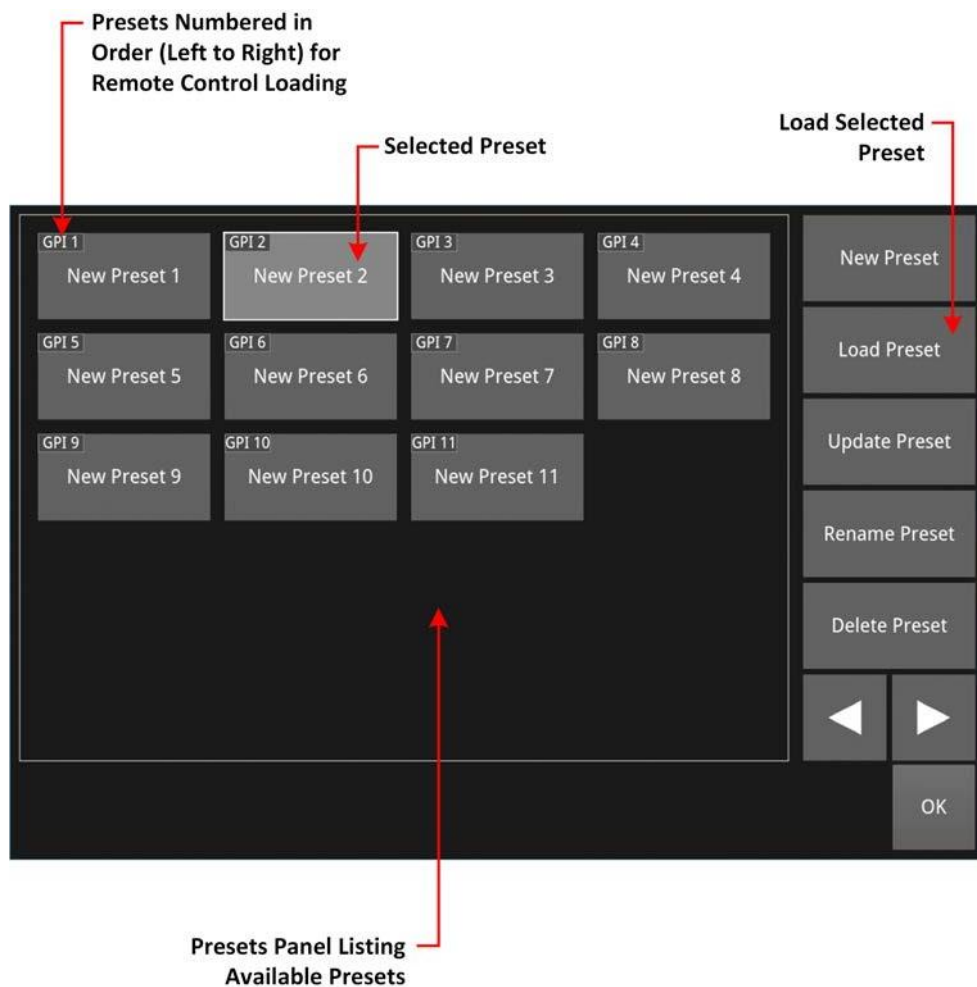 Presets Numbered in
Order (Left to Right) for
Remote Control Loading
Selected Preset
Load Selected
Preset
GPI 1
New Preset 1
GPI 2
New Preset 2
GPI 3
New Preset 3
GPI 4
New Preset 4
GPI 5
New Preset 5
GPI 6
New Preset 6
GPI 7
New Preset 7
GPI 8
New Preset 8
GPI 9
New Preset 9
GPI 10
New Preset 10
GPI 11
New Preset 11
New Preset
Load Preset
Update Preset
Rename Preset
Delete Preset
OK
Presets Panel Listing
Available Presets